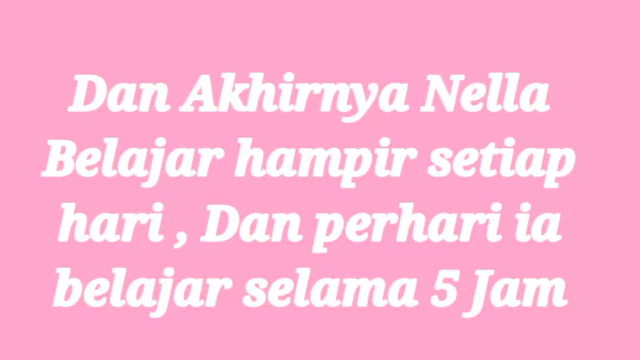 Dan Akhirnya Nella
Belajar hampir setiap
hari , Dan perhari ia
belajar selama 5 Jam